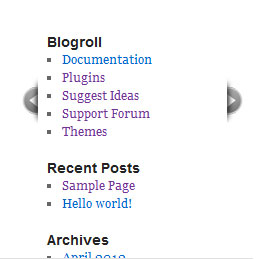 Blogroll
Documentation
Plugins
Suggest Ideas
Support Forum
Themes
Recent Posts
Sample Page
Hello world!
Archives